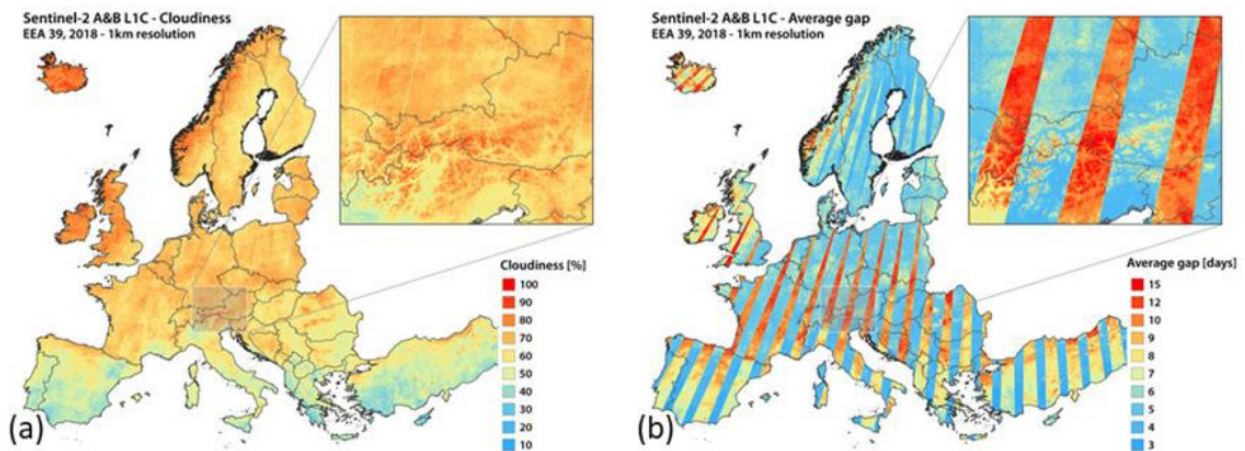 Sentinel-2 A&B L1C - Cloudiness
EEA 39, 2018 - 1km resolution
Cloudiness [%]
100
90
80
70
60
50
40
30
20
10
(a)
Sentinel-2 A&B L1C - Average gap
EEA 39, 2018 - 1km resolution
Average gap [days]
15
12
10
9
8
7
6
5
4
3
(b)